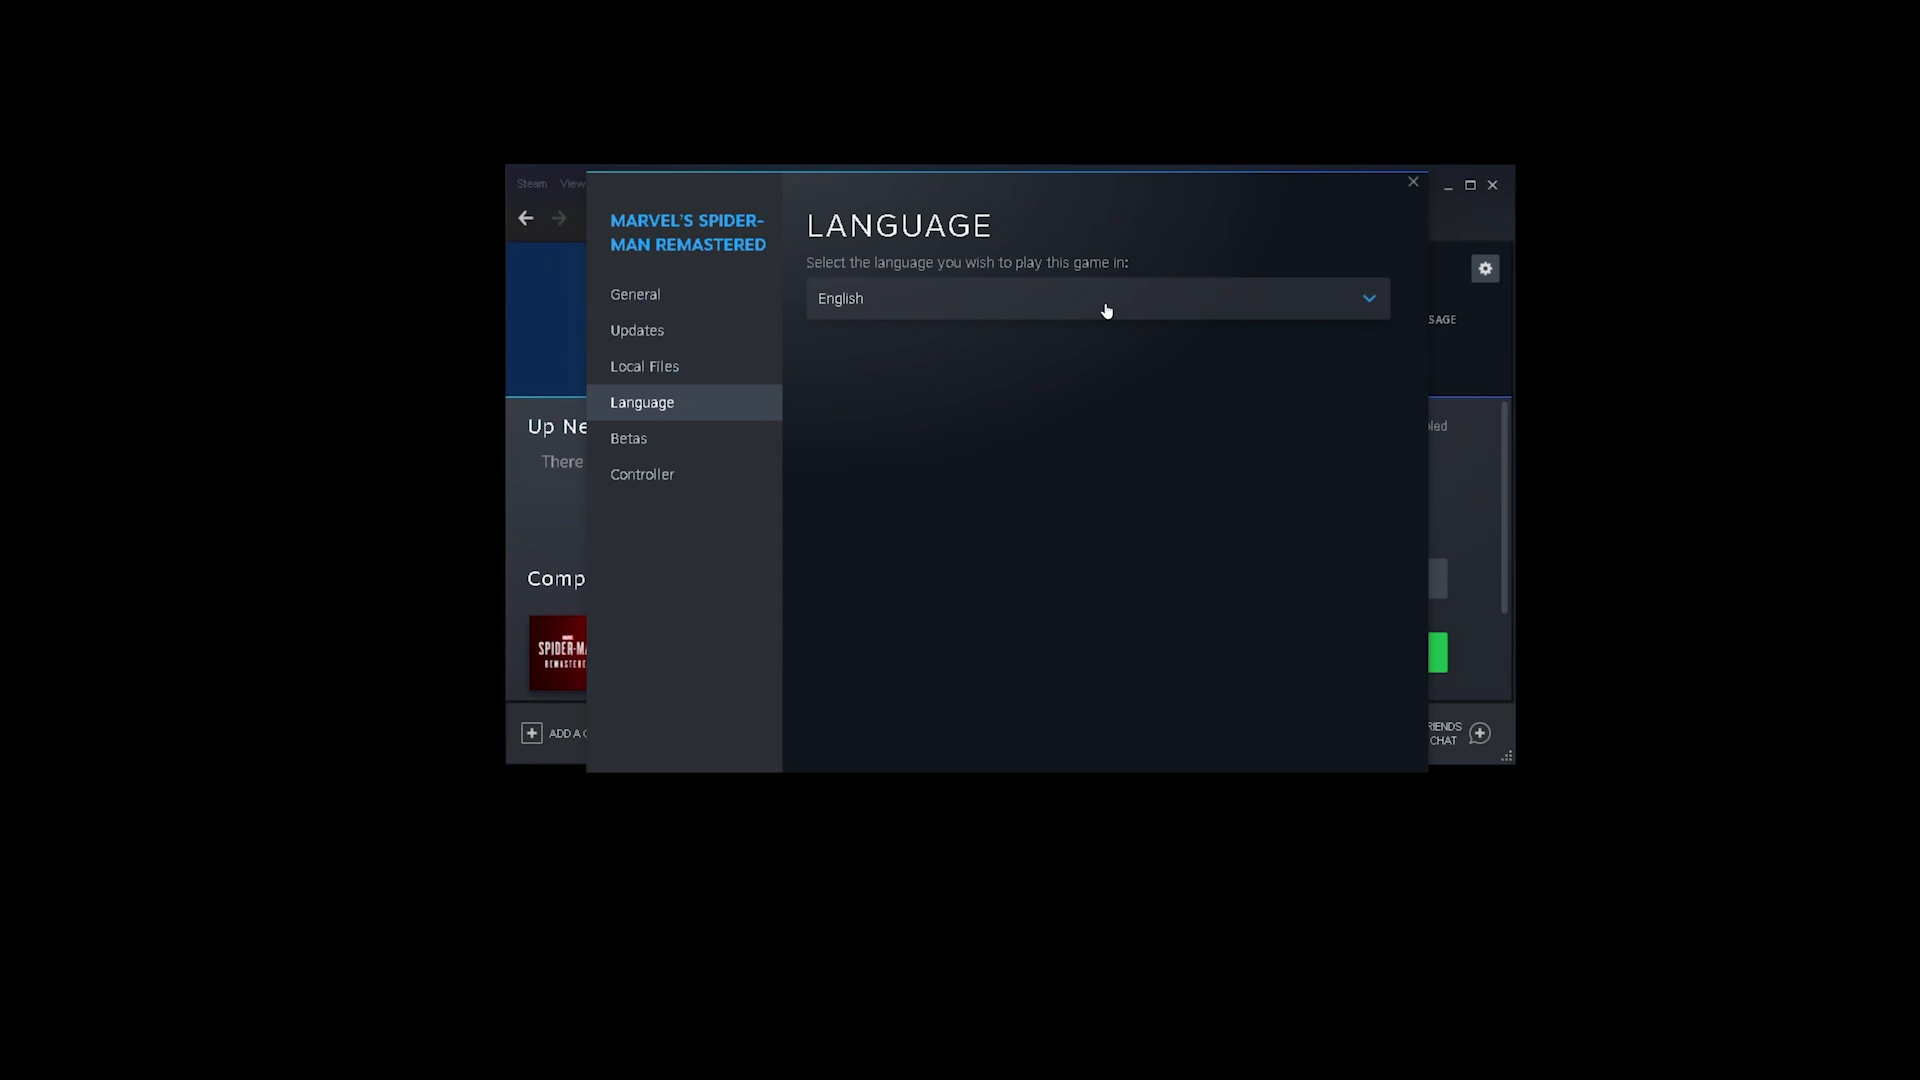 Steam View
MARVEL'S SPIDER-
MAN REMASTERED
General
Updates
Local Files
Language
Betas
Controller
LANGUAGE
Select the language you wish to play this game in:
English
SAGE
Up Ne
There
bled
Comp
SPIDER-MA
REMASTERE
ADD A G
RIENDS
CHAT